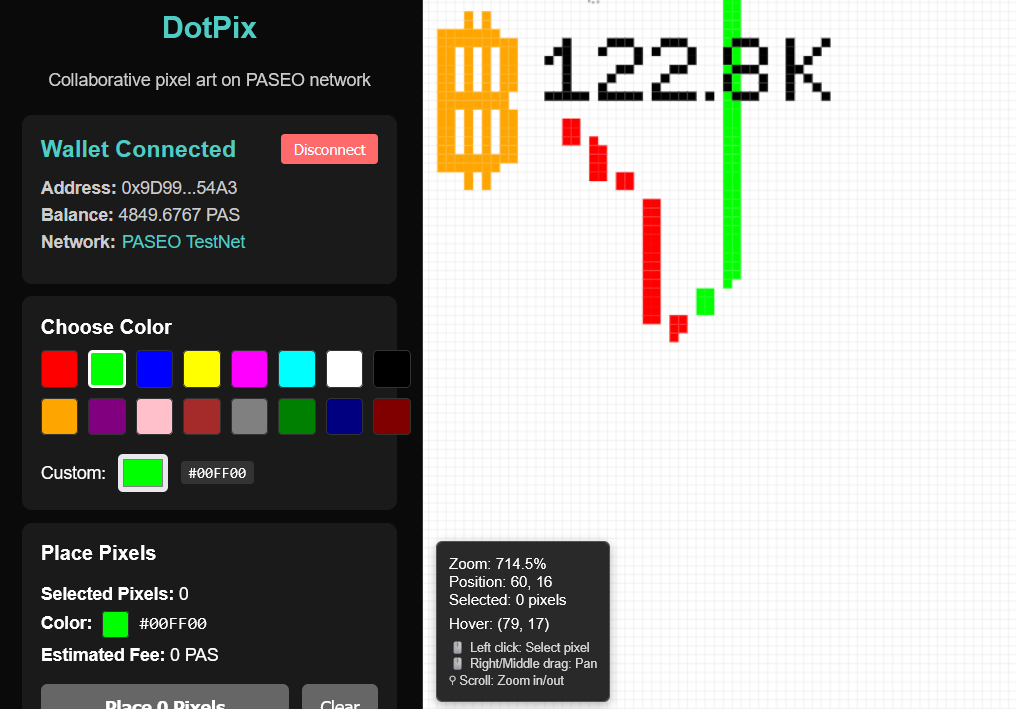 DotPix
Collaborative pixel art on PASEO network
Wallet Connected
Disconnect
Address: 0x9D99...54A3
Balance: 4849.6767 PAS
Network: PASEO TestNet
Choose Color
Custom:
#00FF00
Place Pixels
Selected Pixels: 0
Color:
#00FF00
Estimated Fee: 0 PAS
Place 0 Pixels
Clear
122.8K
Zoom: 714.5%
Position: 60, 16
Selected: 0 pixels
Hover: (79, 17)
Left click: Select pixel
Right/Middle drag: Pan
Scroll: Zoom in/out